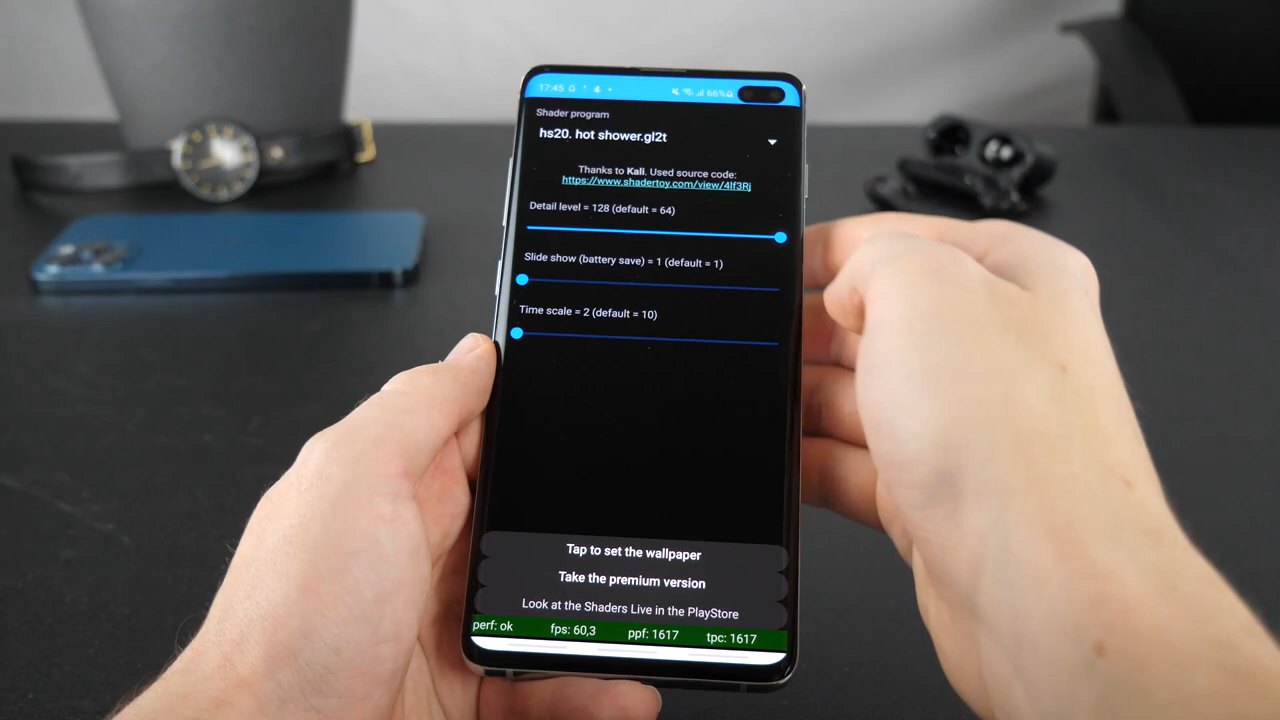 17:45 66%
Shader program
hs20. hot shower.gl2t
Thanks to Kali. Used source code:
https://www.shadertoy.com/view/4lf3Rj
Detail level = 128 (default = 64)
Slide show (battery save) = 1 (default = 1)
Time scale = 2 (default = 10)
Tap to set the wallpaper
Take the premium version
Look at the Shaders Live in the PlayStore
perf: ok fps: 60,3 ppf: 1617 tpc: 1617